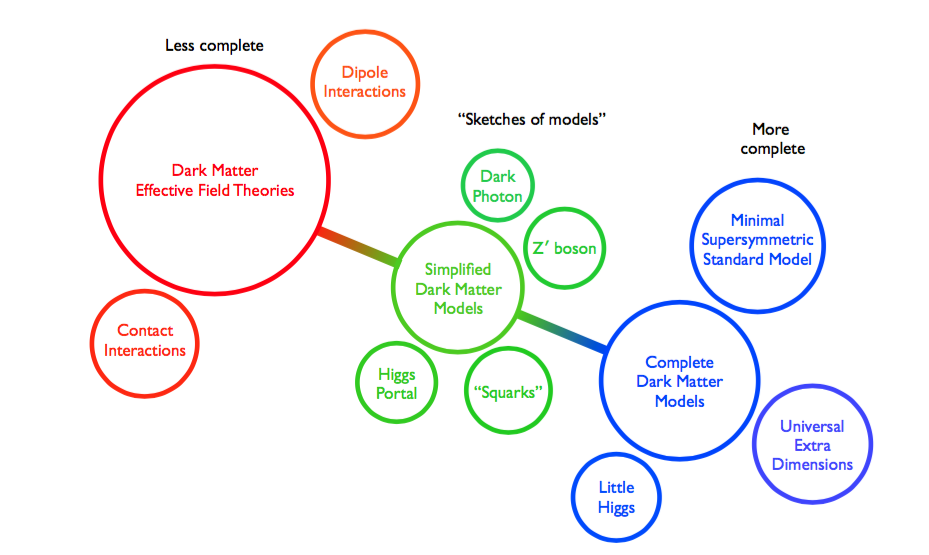 Less complete
Dipole
Interactions
Dark Matter
Effective Field Theories
Contact
Interactions
“Sketches of models”
Dark
Photon
Z′ boson
Simplified
Dark Matter
Models
Higgs
Portal
“Squarks”
More
complete
Minimal
Supersymmetric
Standard Model
Complete
Dark Matter
Models
Universal
Extra
Dimensions
Little
Higgs